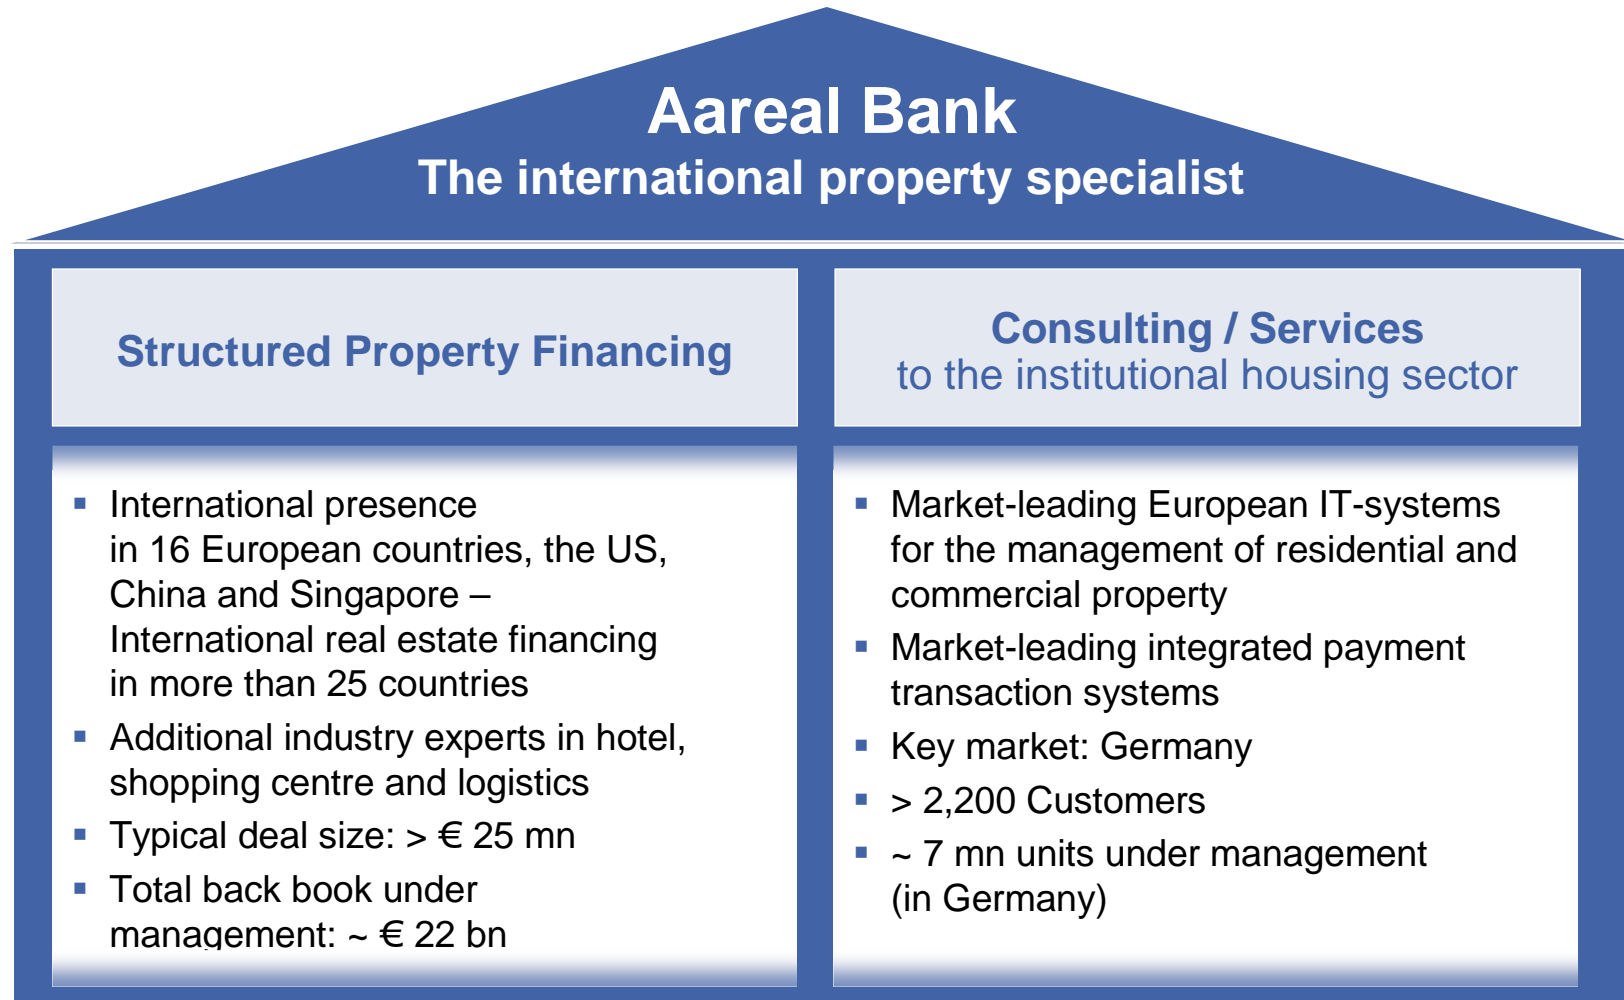 Aareal Bank
The international property specialist
Structured Property Financing
▪ International presence
in 16 European countries, the US,
China and Singapore –
International real estate financing
in more than 25 countries
▪ Additional industry experts in hotel,
shopping centre and logistics
▪ Typical deal size: > € 25 mn
▪ Total back book under
management: ~ € 22 bn
Consulting / Services
to the institutional housing sector
▪ Market-leading European IT-systems
for the management of residential and
commercial property
▪ Market-leading integrated payment
transaction systems
▪ Key market: Germany
▪ > 2,200 Customers
▪ ~ 7 mn units under management
(in Germany)